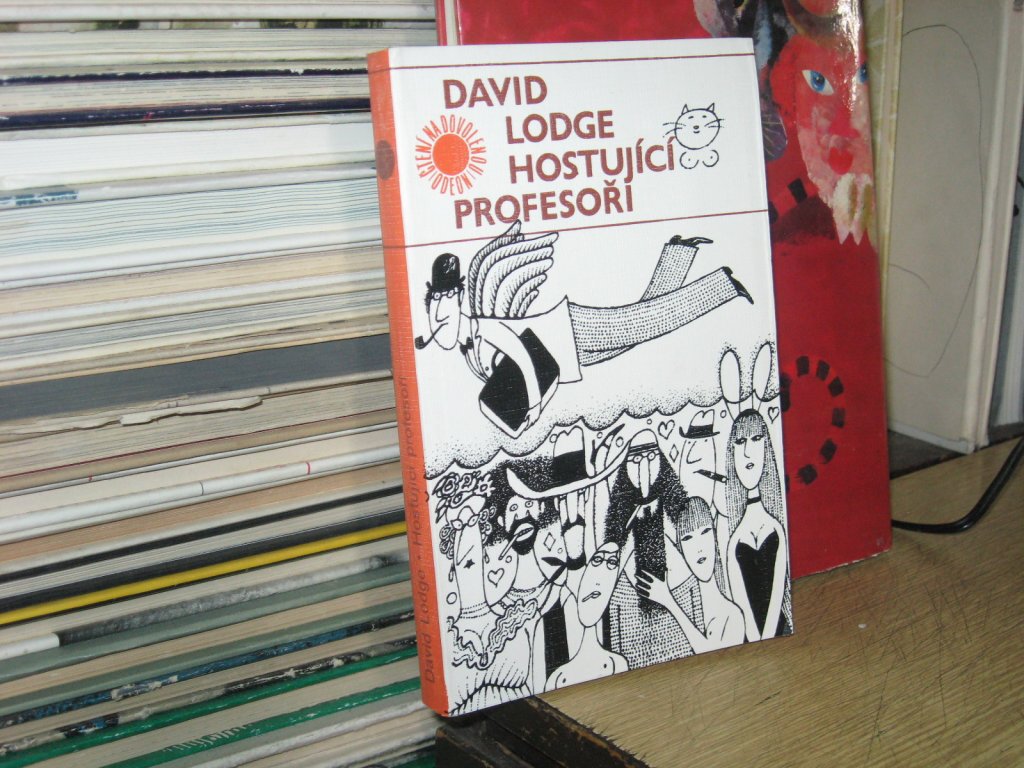 DAVID
LODGE
HOSTUJÍCÍ
PROFESOŘI
ČTENÍ NA DOVOLENOU
ODEON
David Lodge • Hostující profesoři